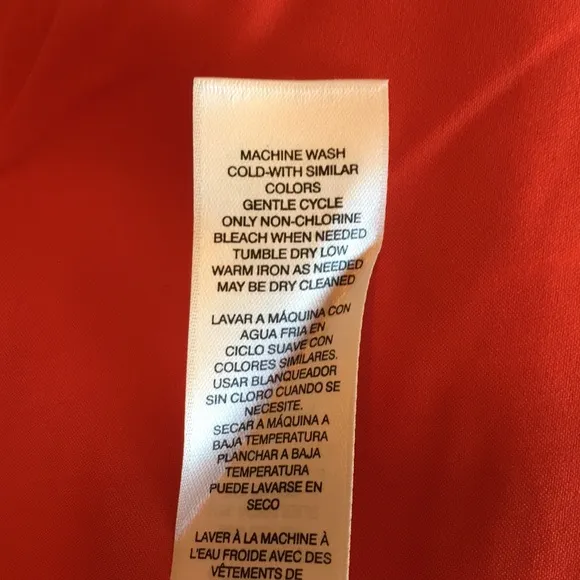 MACHINE WASH
COLD-WITH SIMILAR
COLORS
GENTLE CYCLE
ONLY NON-CHLORINE
BLEACH WHEN NEEDED
TUMBLE DRY LOW
WARM IRON AS NEEDED
MAY BE DRY CLEANED
LAVAR A MÁQUINA CON
AGUA FRIA EN
CICLO SUAVE CON
COLORES SIMILARES.
USAR BLANQUEADOR
SIN CLORO CUANDO SE
NECESITE.
SECAR A MÁQUINA A
BAJA TEMPERATURA
PLANCHAR A BAJA
TEMPERATURA
PUEDE LAVARSE EN
SECO
LAVER À LA MACHINE À
L'EAU FROIDE AVEC DES
VÊTEMENTS DE